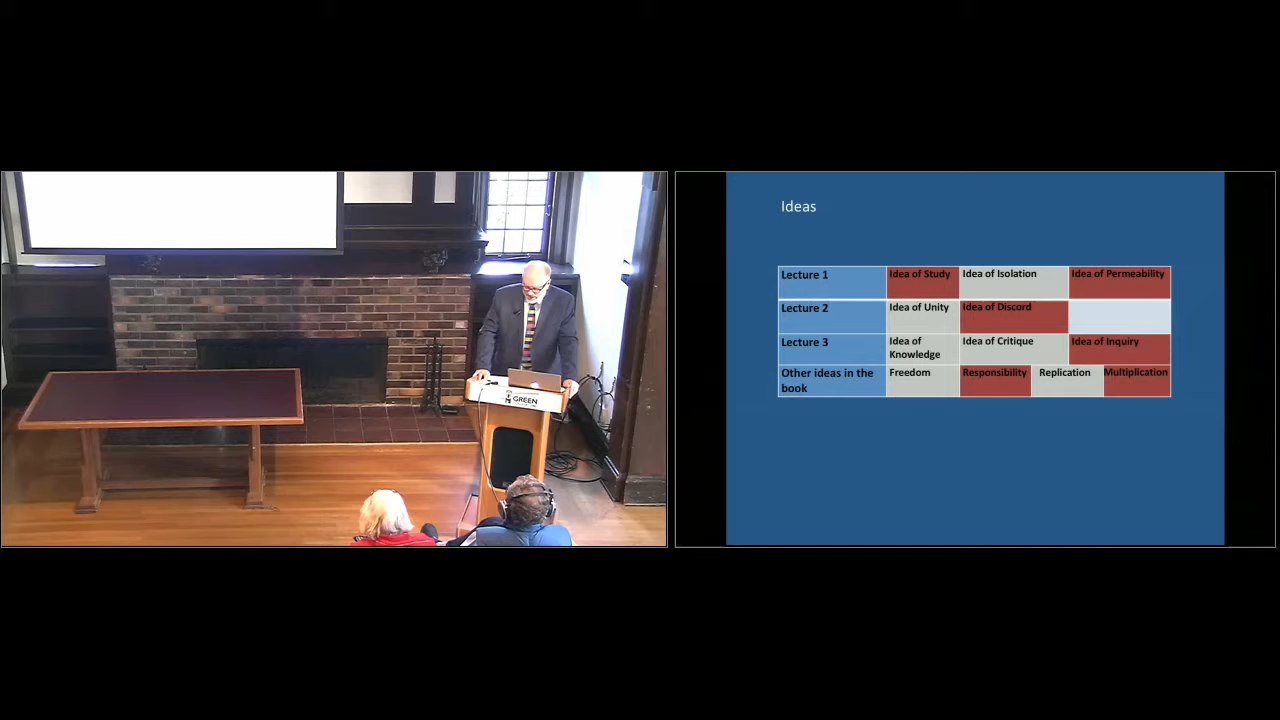 Ideas
Lecture 1 Idea of Study Idea of Isolation Idea of Permeability
Lecture 2 Idea of Unity Idea of Discord
Lecture 3 Idea of Knowledge Idea of Critique Idea of Inquiry
Other ideas in the book Freedom Responsibility Replication Multiplication
GREEN